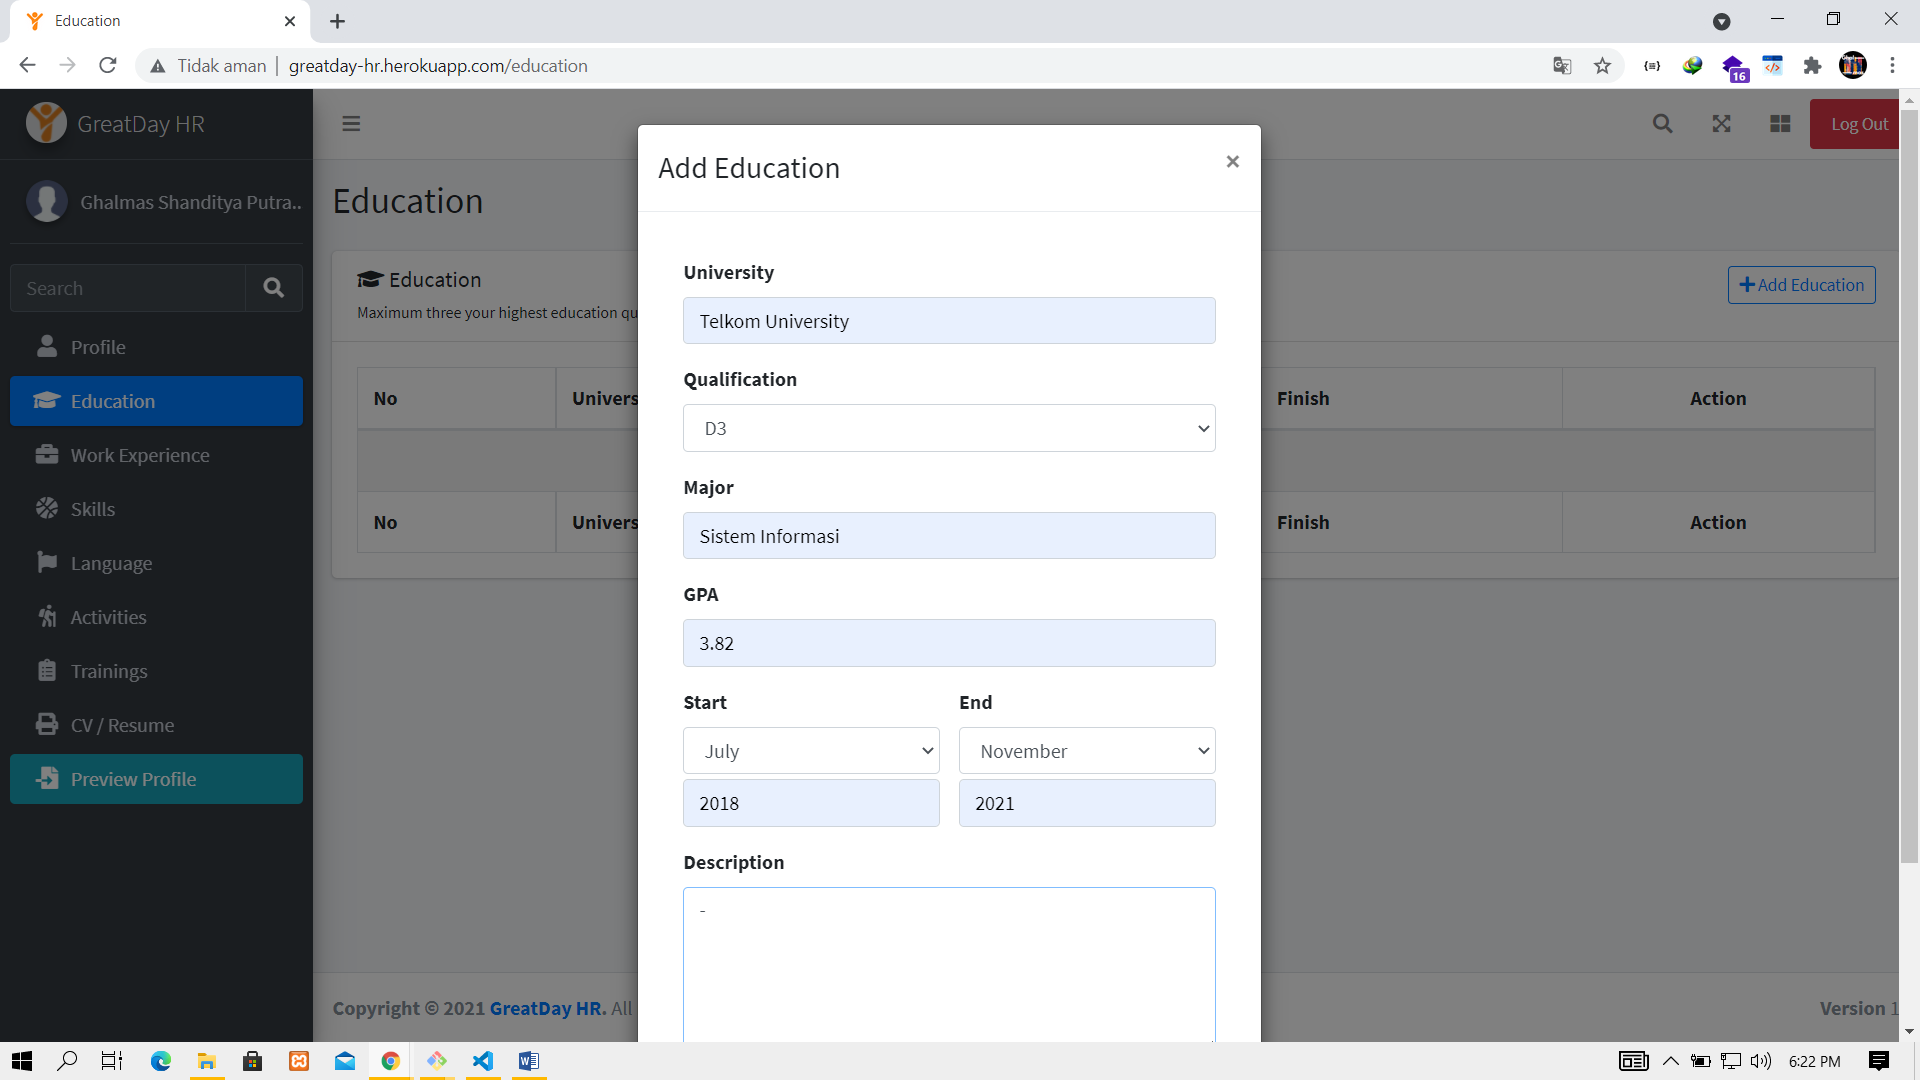 Education
Tidak aman | greatday-hr.herokuapp.com/education
16
GreatDay HR
Log Out
Ghalmas Shanditya Putra..
Search
Profile
Education
Work Experience
Skills
Language
Activities
Trainings
CV / Resume
Preview Profile
Education
Education
Maximum three your highest education qu
Add Education
No Univers Finish Action
No Univers Finish Action
Add Education
×
University
Telkom University
Qualification
D3
Major
Sistem Informasi
GPA
3.82
Start End
July November
2018 2021
Description
-
Copyright © 2021 GreatDay HR. All
Version 1
6:22 PM